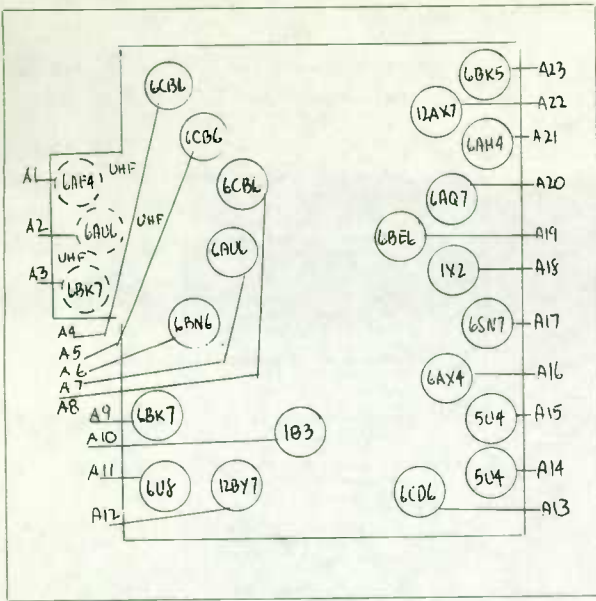 6BK5 A23
6CB6
12AX7 A22
6CB6
6AH4 A21
A1 6AF4 UHF
6CB6
6AQ7 A20
A2 6AU6 UHF
6BE6 A19
6AU6
UHF
A3 6BK7
1X2 A18
6BN6
6SN7 A17
A4
A5
A6
A7
A8
6AX4 A16
A9 6BK7
5U4 A15
A10 1B3
A11 6U8
12BY7
5U4 A14
6CD6
A12
A13